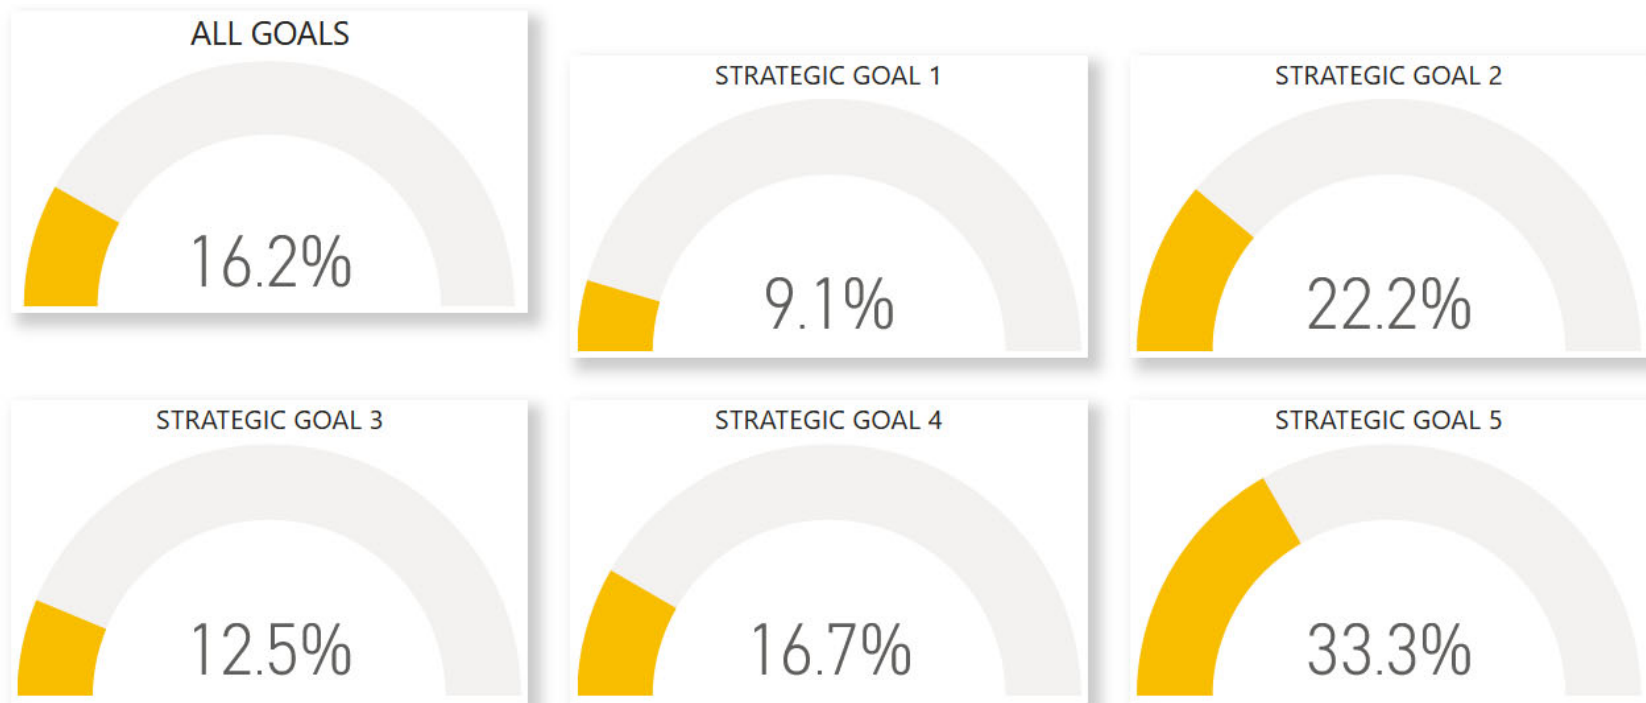 ALL GOALS
16.2%
STRATEGIC GOAL 1
9.1%
STRATEGIC GOAL 2
22.2%
STRATEGIC GOAL 3
12.5%
STRATEGIC GOAL 4
16.7%
STRATEGIC GOAL 5
33.3%